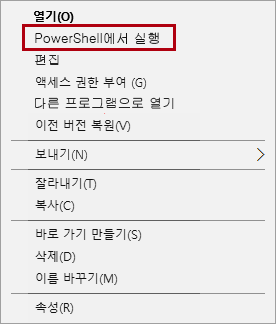 열기(O)
PowerShell에서 실행
편집
액세스 권한 부여 (G)
다른 프로그램으로 열기
이전 버전 복원(V)
보내기(N)
잘라내기(T)
복사(C)
바로 가기 만들기(S)
삭제(D)
이름 바꾸기(M)
속성(R)